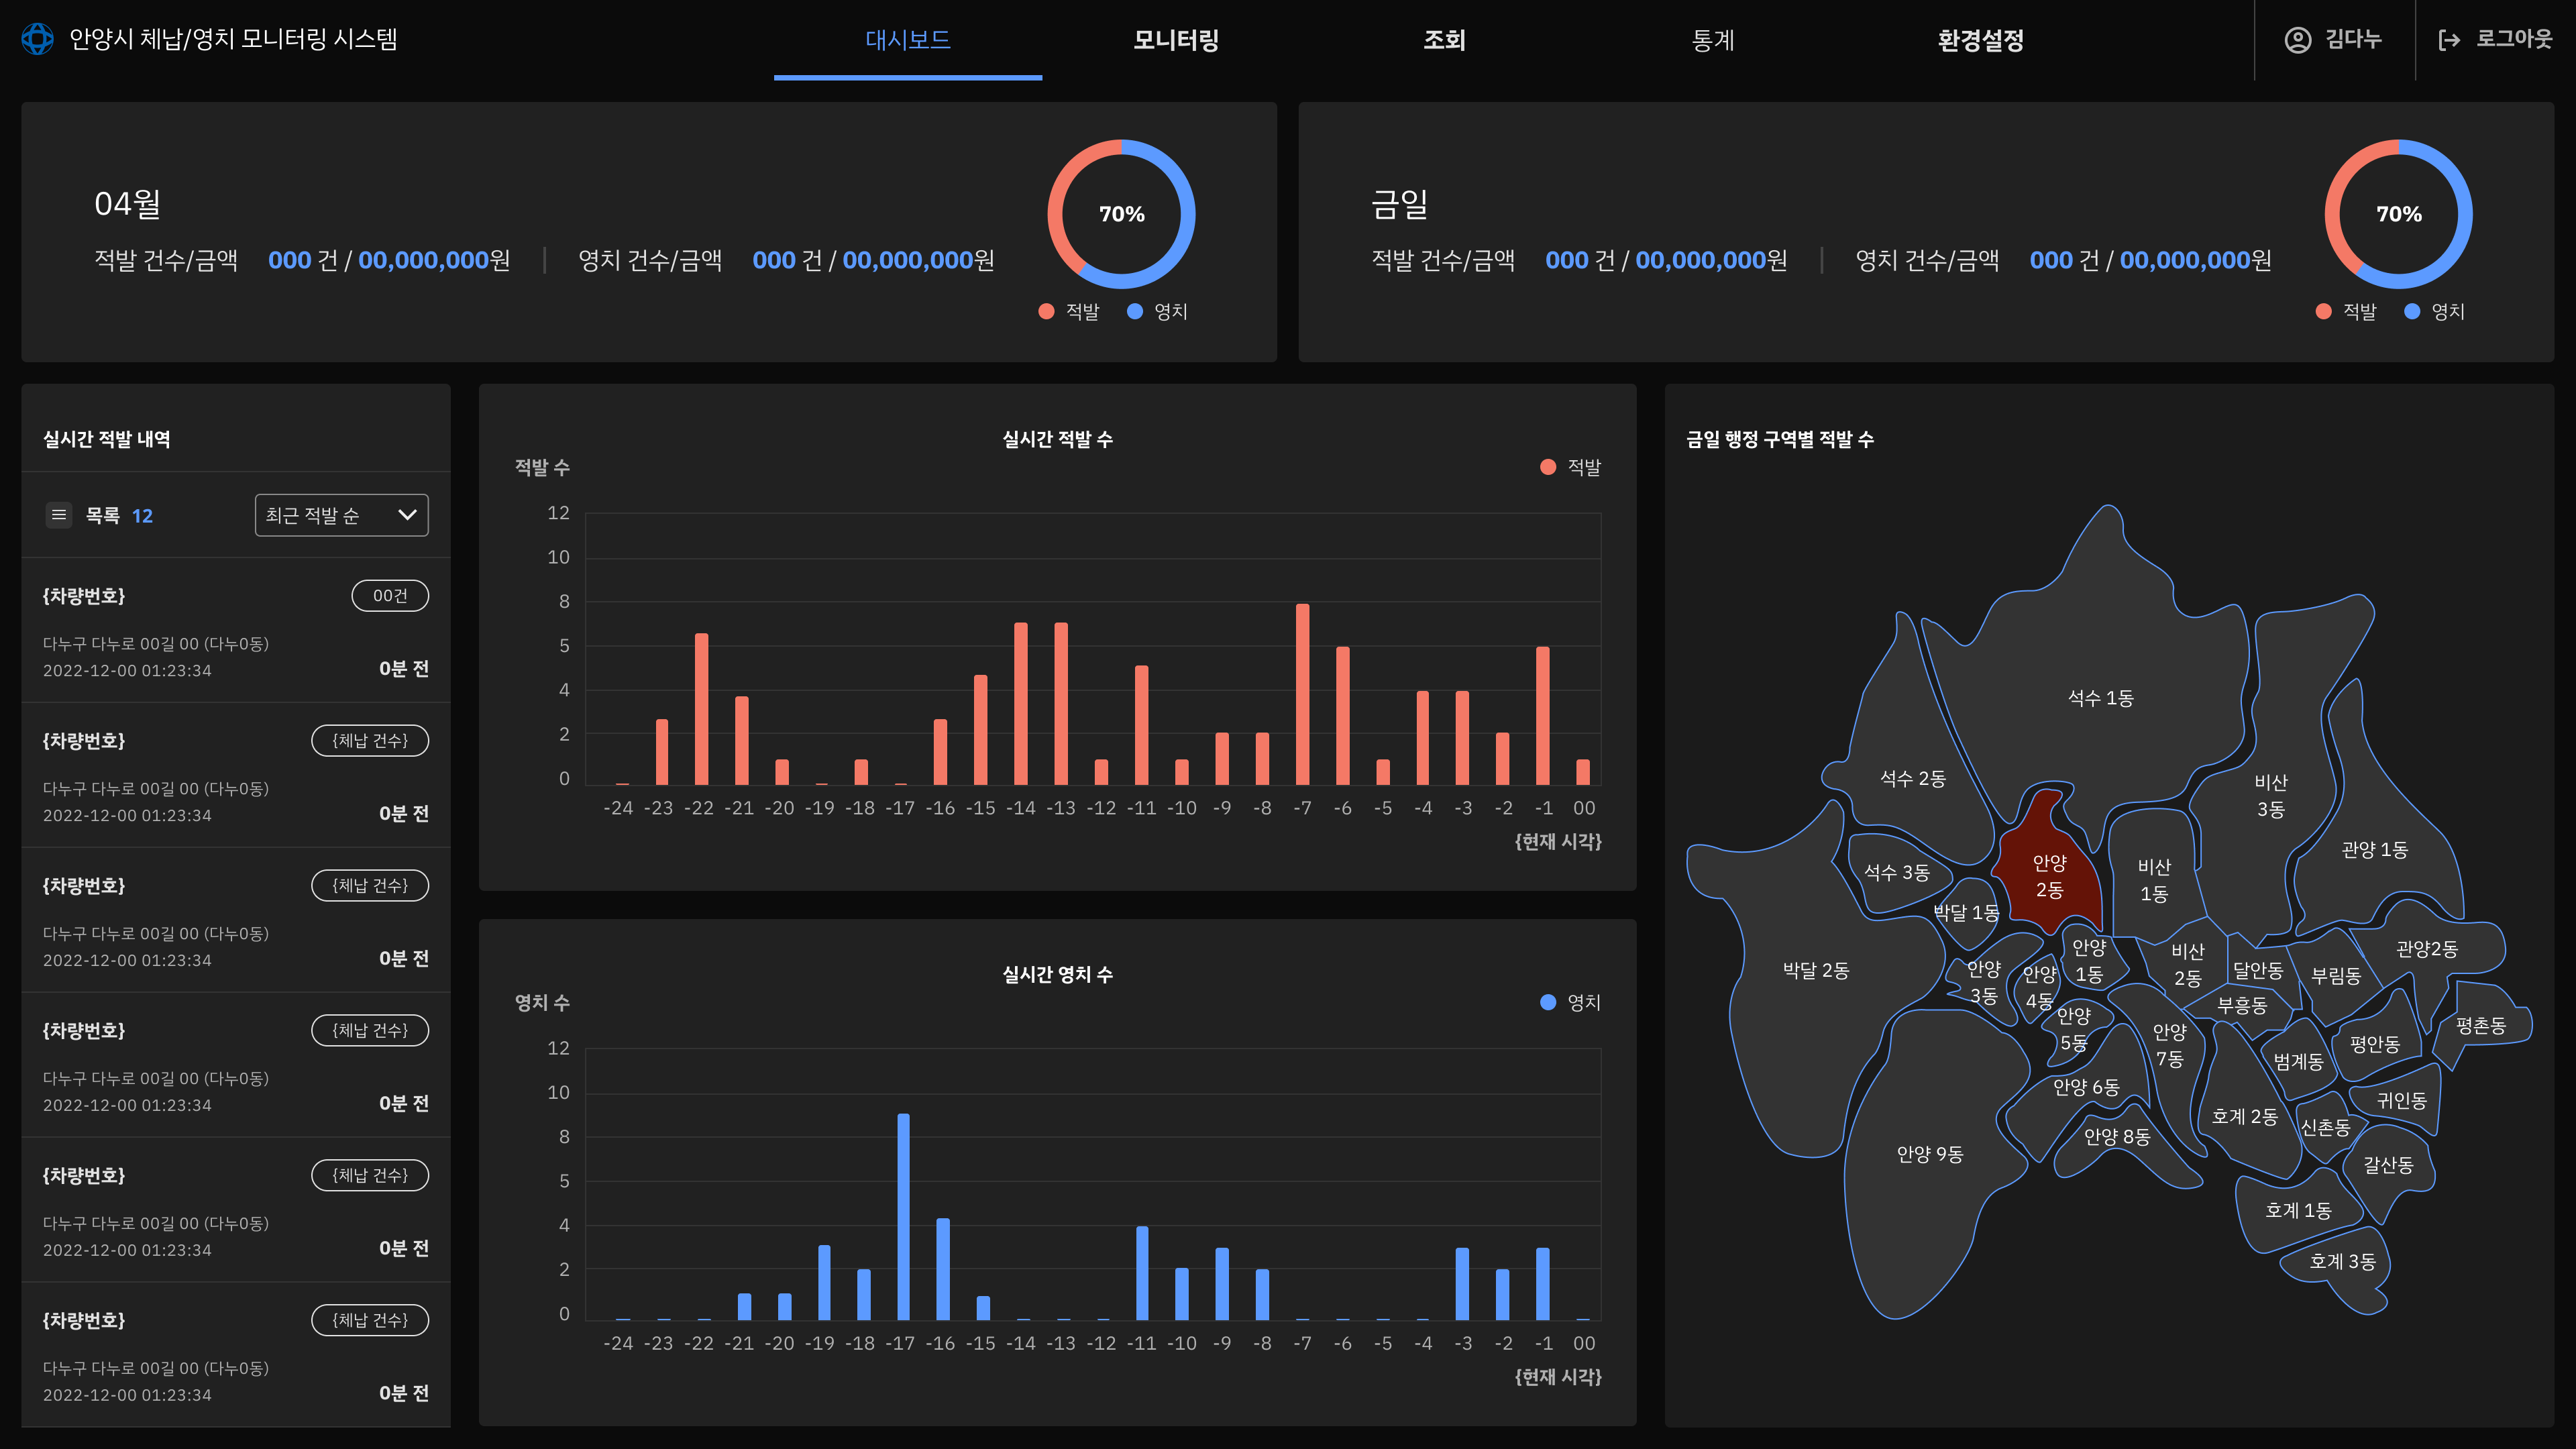 안양시 체납/영치 모니터링 시스템
대시보드
모니터링
조회
통계
환경설정
김다누
로그아웃
04월
적발 건수/금액 000 건 / 00,000,000원
영치 건수/금액 000 건 / 00,000,000원
70%
적발 영치
금일
적발 건수/금액 000 건 / 00,000,000원
영치 건수/금액 000 건 / 00,000,000원
70%
적발 영치
실시간 적발 내역
목록 12
최근 적발 순
{차량번호}
00건
다누구 다누로 00길 00 (다누0동)
2022-12-00 01:23:34
0분 전
{차량번호}
{체납 건수}
다누구 다누로 00길 00 (다누0동)
2022-12-00 01:23:34
0분 전
{차량번호}
{체납 건수}
다누구 다누로 00길 00 (다누0동)
2022-12-00 01:23:34
0분 전
{차량번호}
{체납 건수}
다누구 다누로 00길 00 (다누0동)
2022-12-00 01:23:34
0분 전
{차량번호}
{체납 건수}
다누구 다누로 00길 00 (다누0동)
2022-12-00 01:23:34
0분 전
{차량번호}
{체납 건수}
다누구 다누로 00길 00 (다누0동)
2022-12-00 01:23:34
0분 전
실시간 적발 수
적발 수
적발
12
10
8
5
4
2
0
-24 -23 -22 -21 -20 -19 -18 -17 -16 -15 -14 -13 -12 -11 -10 -9 -8 -7 -6 -5 -4 -3 -2 -1 00
{현재 시각}
실시간 영치 수
영치 수
영치
12
10
8
5
4
2
0
-24 -23 -22 -21 -20 -19 -18 -17 -16 -15 -14 -13 -12 -11 -10 -9 -8 -7 -6 -5 -4 -3 -2 -1 00
{현재 시각}
금일 행정 구역별 적발 수
석수 1동
석수 2동
비산
3동
관양 1동
석수 3동
안양
2동
비산
1동
박달 1동
박달 2동
안양
3동
안양
4동
안양
1동
비산
2동
달안동
부림동
관양2동
부흥동
안양
5동
안양
7동
평촌동
평안동
범계동
안양 6동
귀인동
호계 2동
신촌동
안양 8동
안양 9동
갈산동
호계 1동
호계 3동